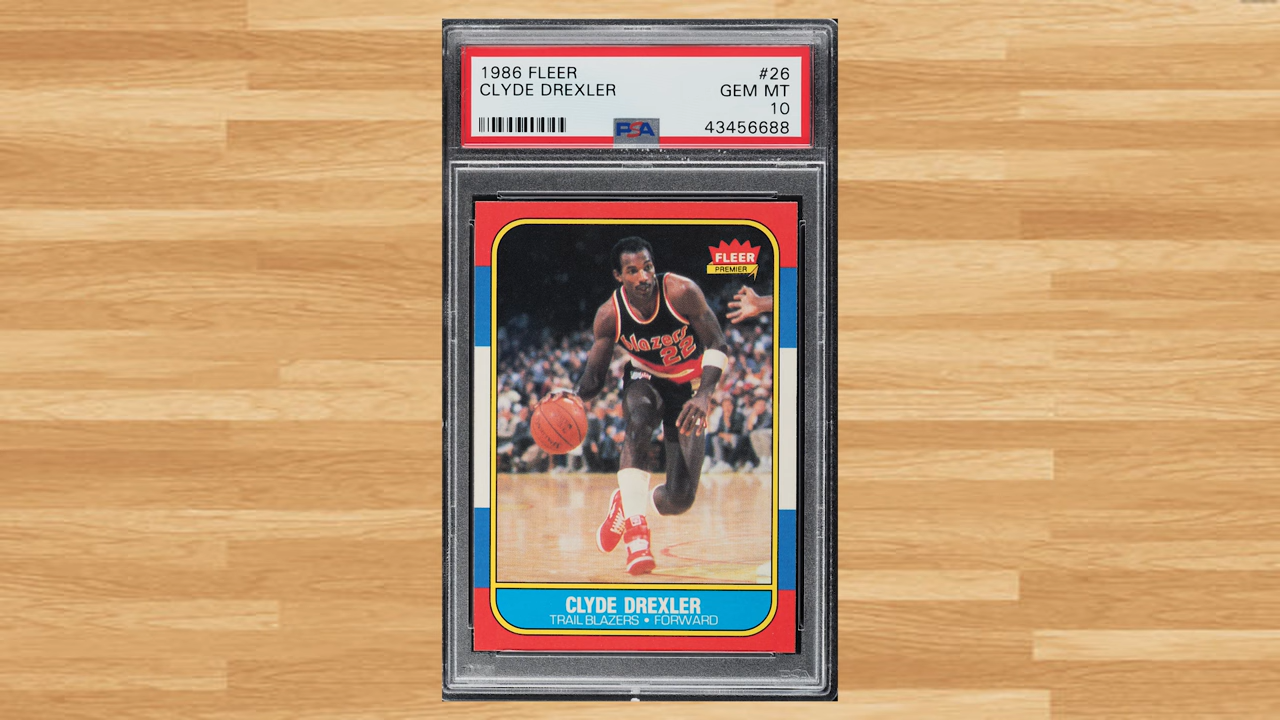 1986 FLEER #26
CLYDE DREXLER GEM MT
10
PSA 43456688
FLEER
PREMIER
blazers
22
CLYDE DREXLER
TRAIL BLAZERS • FORWARD